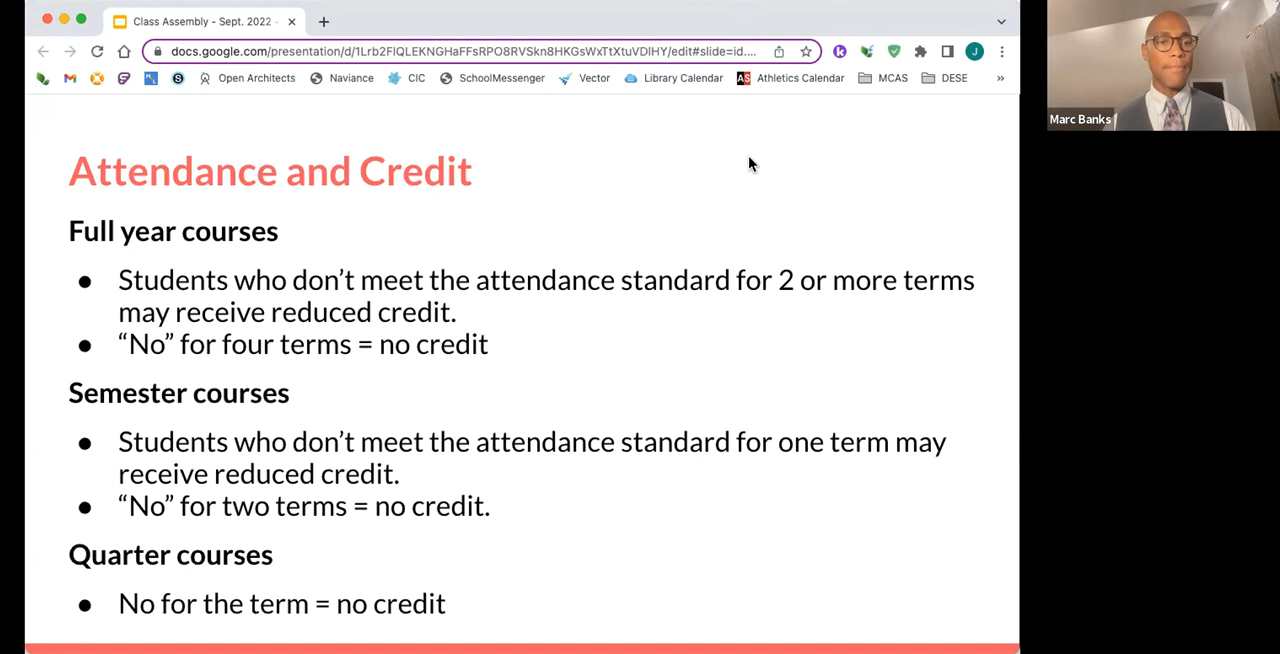 Class Assembly - Sept. 2022 -
docs.google.com/presentation/d/1Lrb2FlQLEKNGHaFFsRPO8RVSkn8HKGsWxTtXtuVDlHY/edit#slide=id....
J
Open Architects
Naviance
CIC
SchoolMessenger
Vector
Library Calendar
AS
Athletics Calendar
MCAS
DESE
»
Marc Banks
Attendance and Credit
Full year courses
● Students who don’t meet the attendance standard for 2 or more terms
may receive reduced credit.
● “No” for four terms = no credit
Semester courses
● Students who don’t meet the attendance standard for one term may
receive reduced credit.
● “No” for two terms = no credit.
Quarter courses
● No for the term = no credit